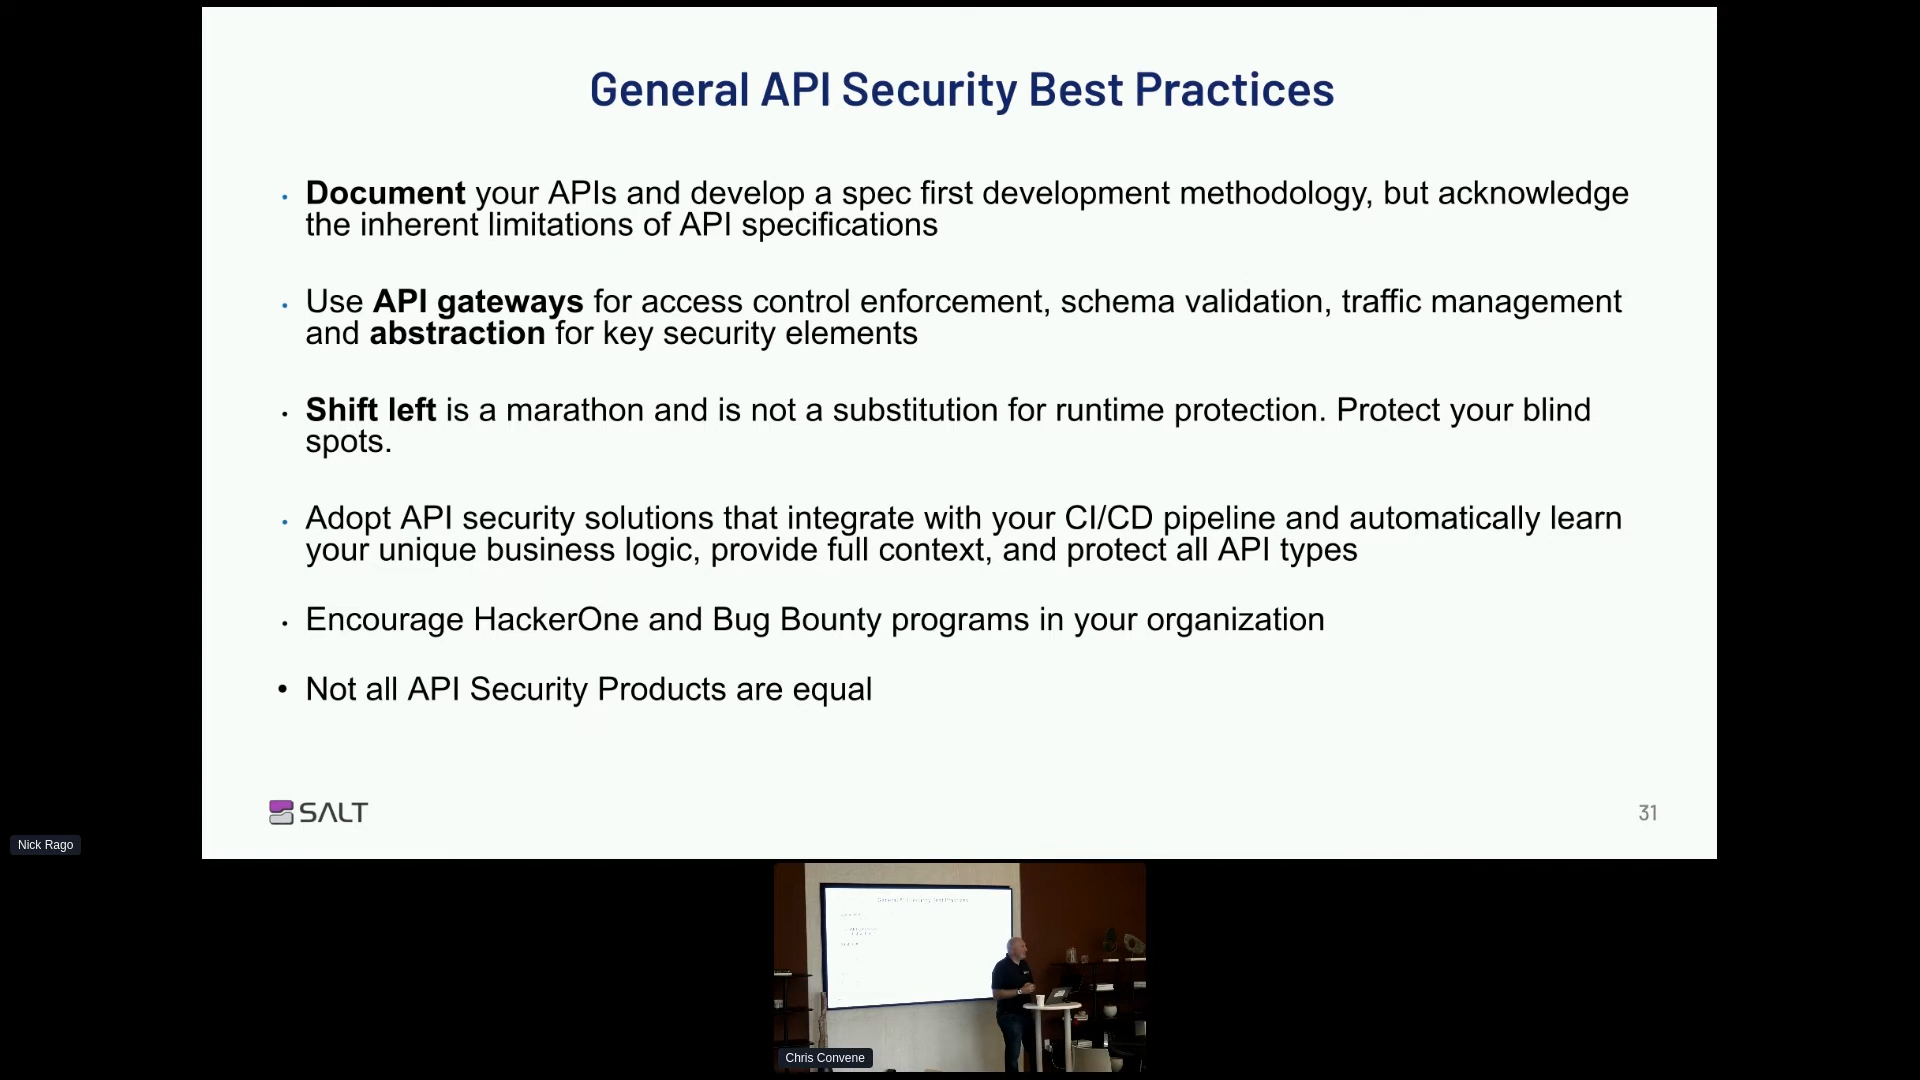 General API Security Best Practices
• Document your APIs and develop a spec first development methodology, but acknowledge
the inherent limitations of API specifications
• Use API gateways for access control enforcement, schema validation, traffic management
and abstraction for key security elements
• Shift left is a marathon and is not a substitution for runtime protection. Protect your blind
spots.
• Adopt API security solutions that integrate with your CI/CD pipeline and automatically learn
your unique business logic, provide full context, and protect all API types
• Encourage HackerOne and Bug Bounty programs in your organization
• Not all API Security Products are equal
SALT
31
Nick Rago
General API Security Best Practices
Chris Convene